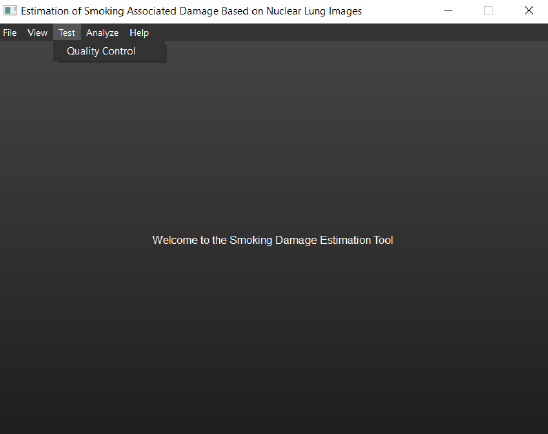 Estimation of Smoking Associated Damage Based on Nuclear Lung Images
File View Test Analyze Help
Quality Control
Welcome to the Smoking Damage Estimation Tool